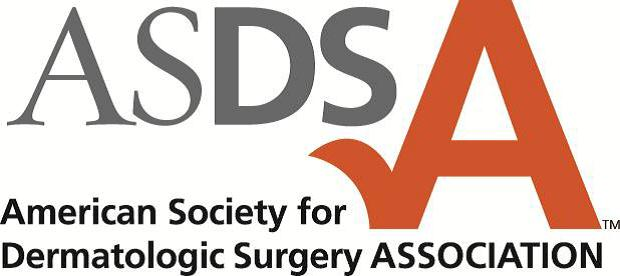 ASDSA
American Society for
TM
Dermatologic Surgery ASSOCIATION